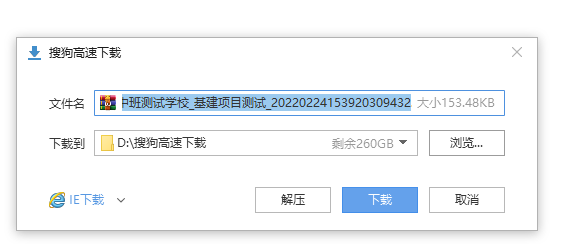 搜狗高速下载
文件名 中班测试学校_基建项目测试_20220224153920309432 大小153.48KB
下载到 D:\搜狗高速下载 剩余260GB 浏览...
IE下载 解压 下载 取消